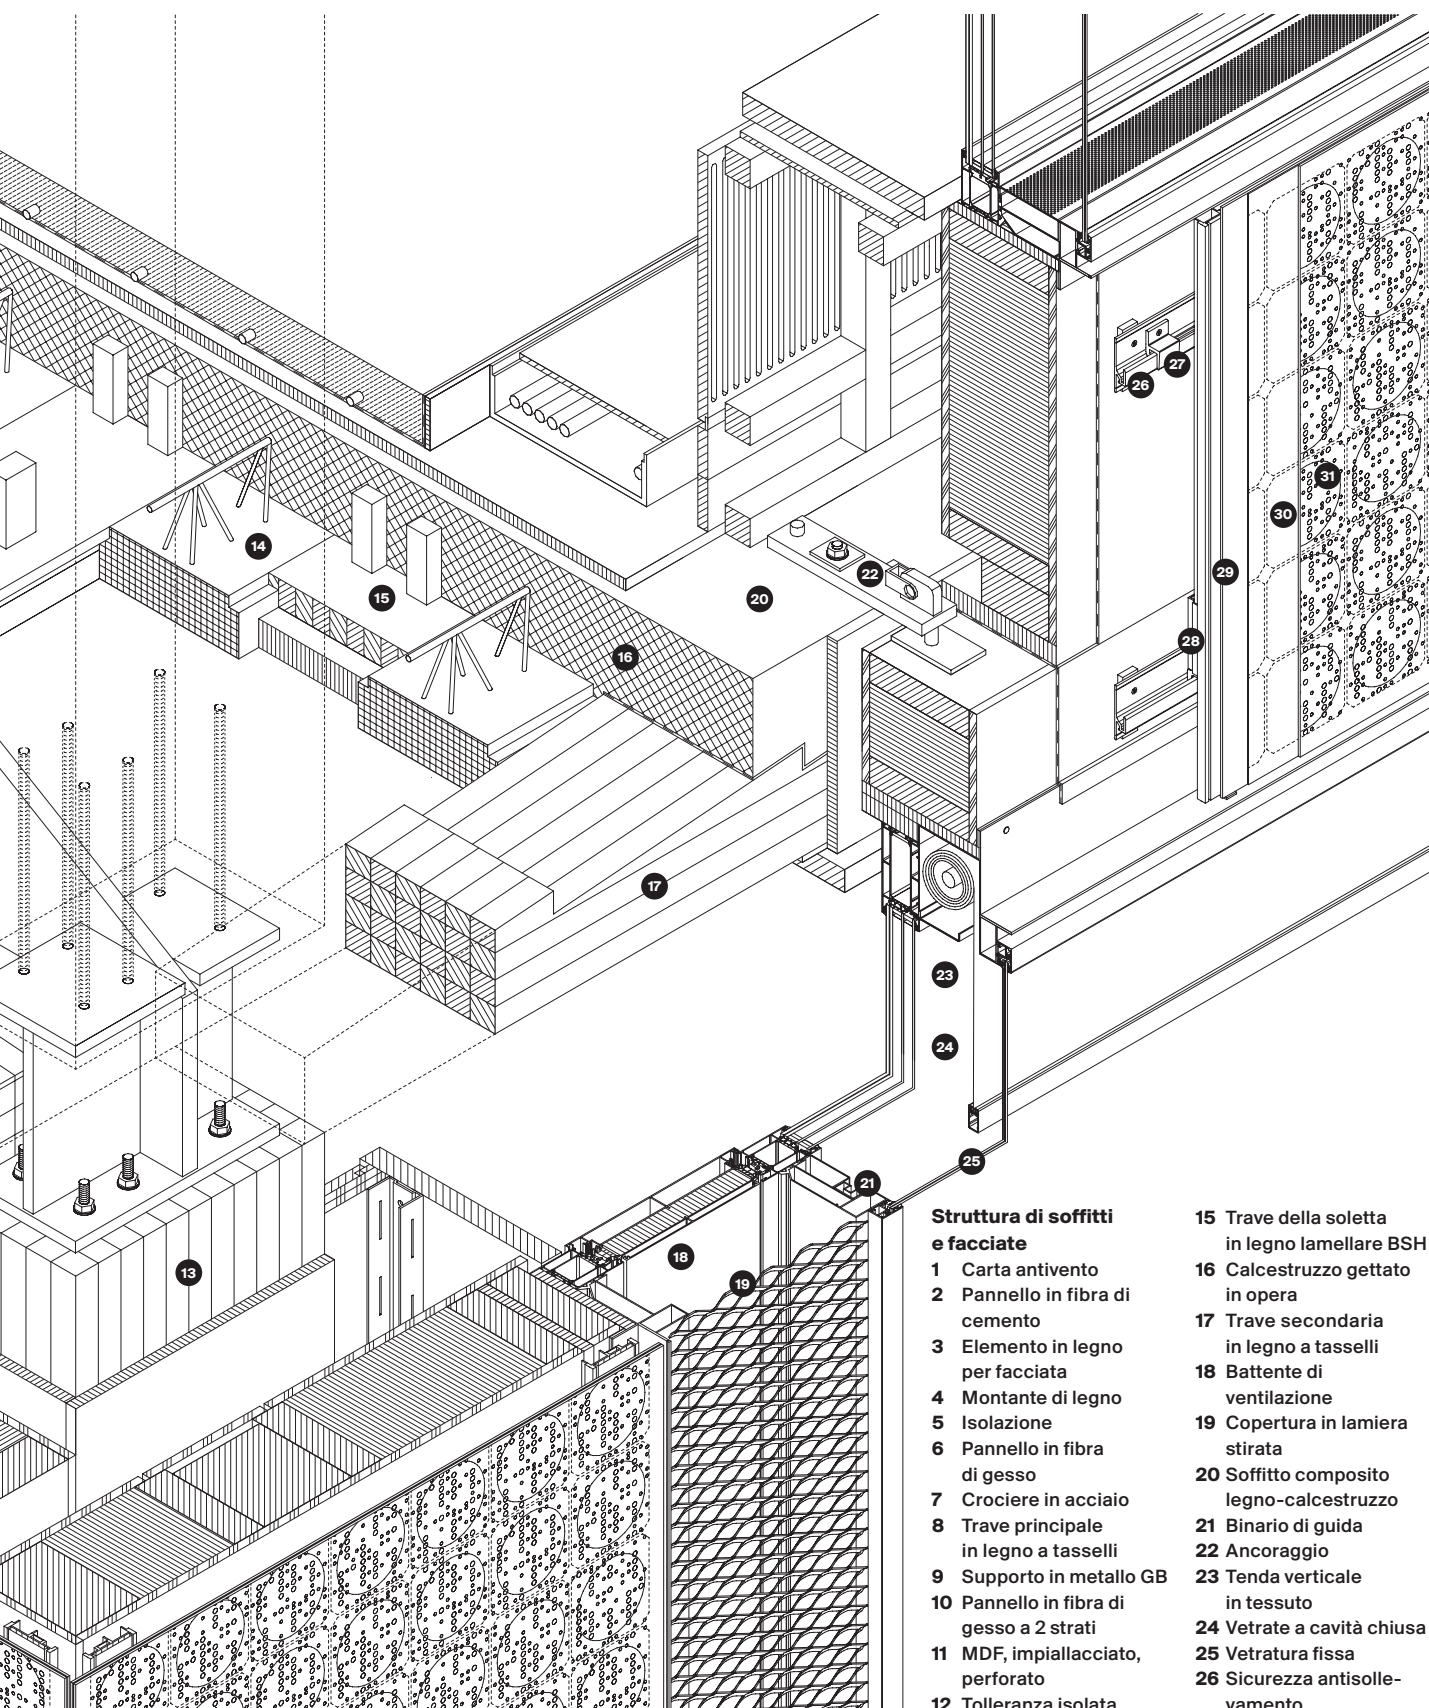 27
26
31
30
14
29
22
15
20
28
16
17
23
24
25
21
18
19
13
Struttura di soffitti
e facciate
1 Carta antivento
2 Pannello in fibra di
cemento
3 Elemento in legno
per facciata
4 Montante di legno
5 Isolazione
6 Pannello in fibra
di gesso
7 Crociere in acciaio
8 Trave principale
in legno a tasselli
9 Supporto in metallo GB
10 Pannello in fibra di
gesso a 2 strati
11 MDF, impiallacciato,
perforato
12 Tolleranza isolata
15 Trave della soletta
in legno lamellare BSH
16 Calcestruzzo gettato
in opera
17 Trave secondaria
in legno a tasselli
18 Battente di
ventilazione
19 Copertura in lamiera
stirata
20 Soffitto composito
legno-calcestruzzo
21 Binario di guida
22 Ancoraggio
23 Tenda verticale
in tessuto
24 Vetrate a cavità chiusa
25 Vetratura fissa
26 Sicurezza antisolle-
vamento